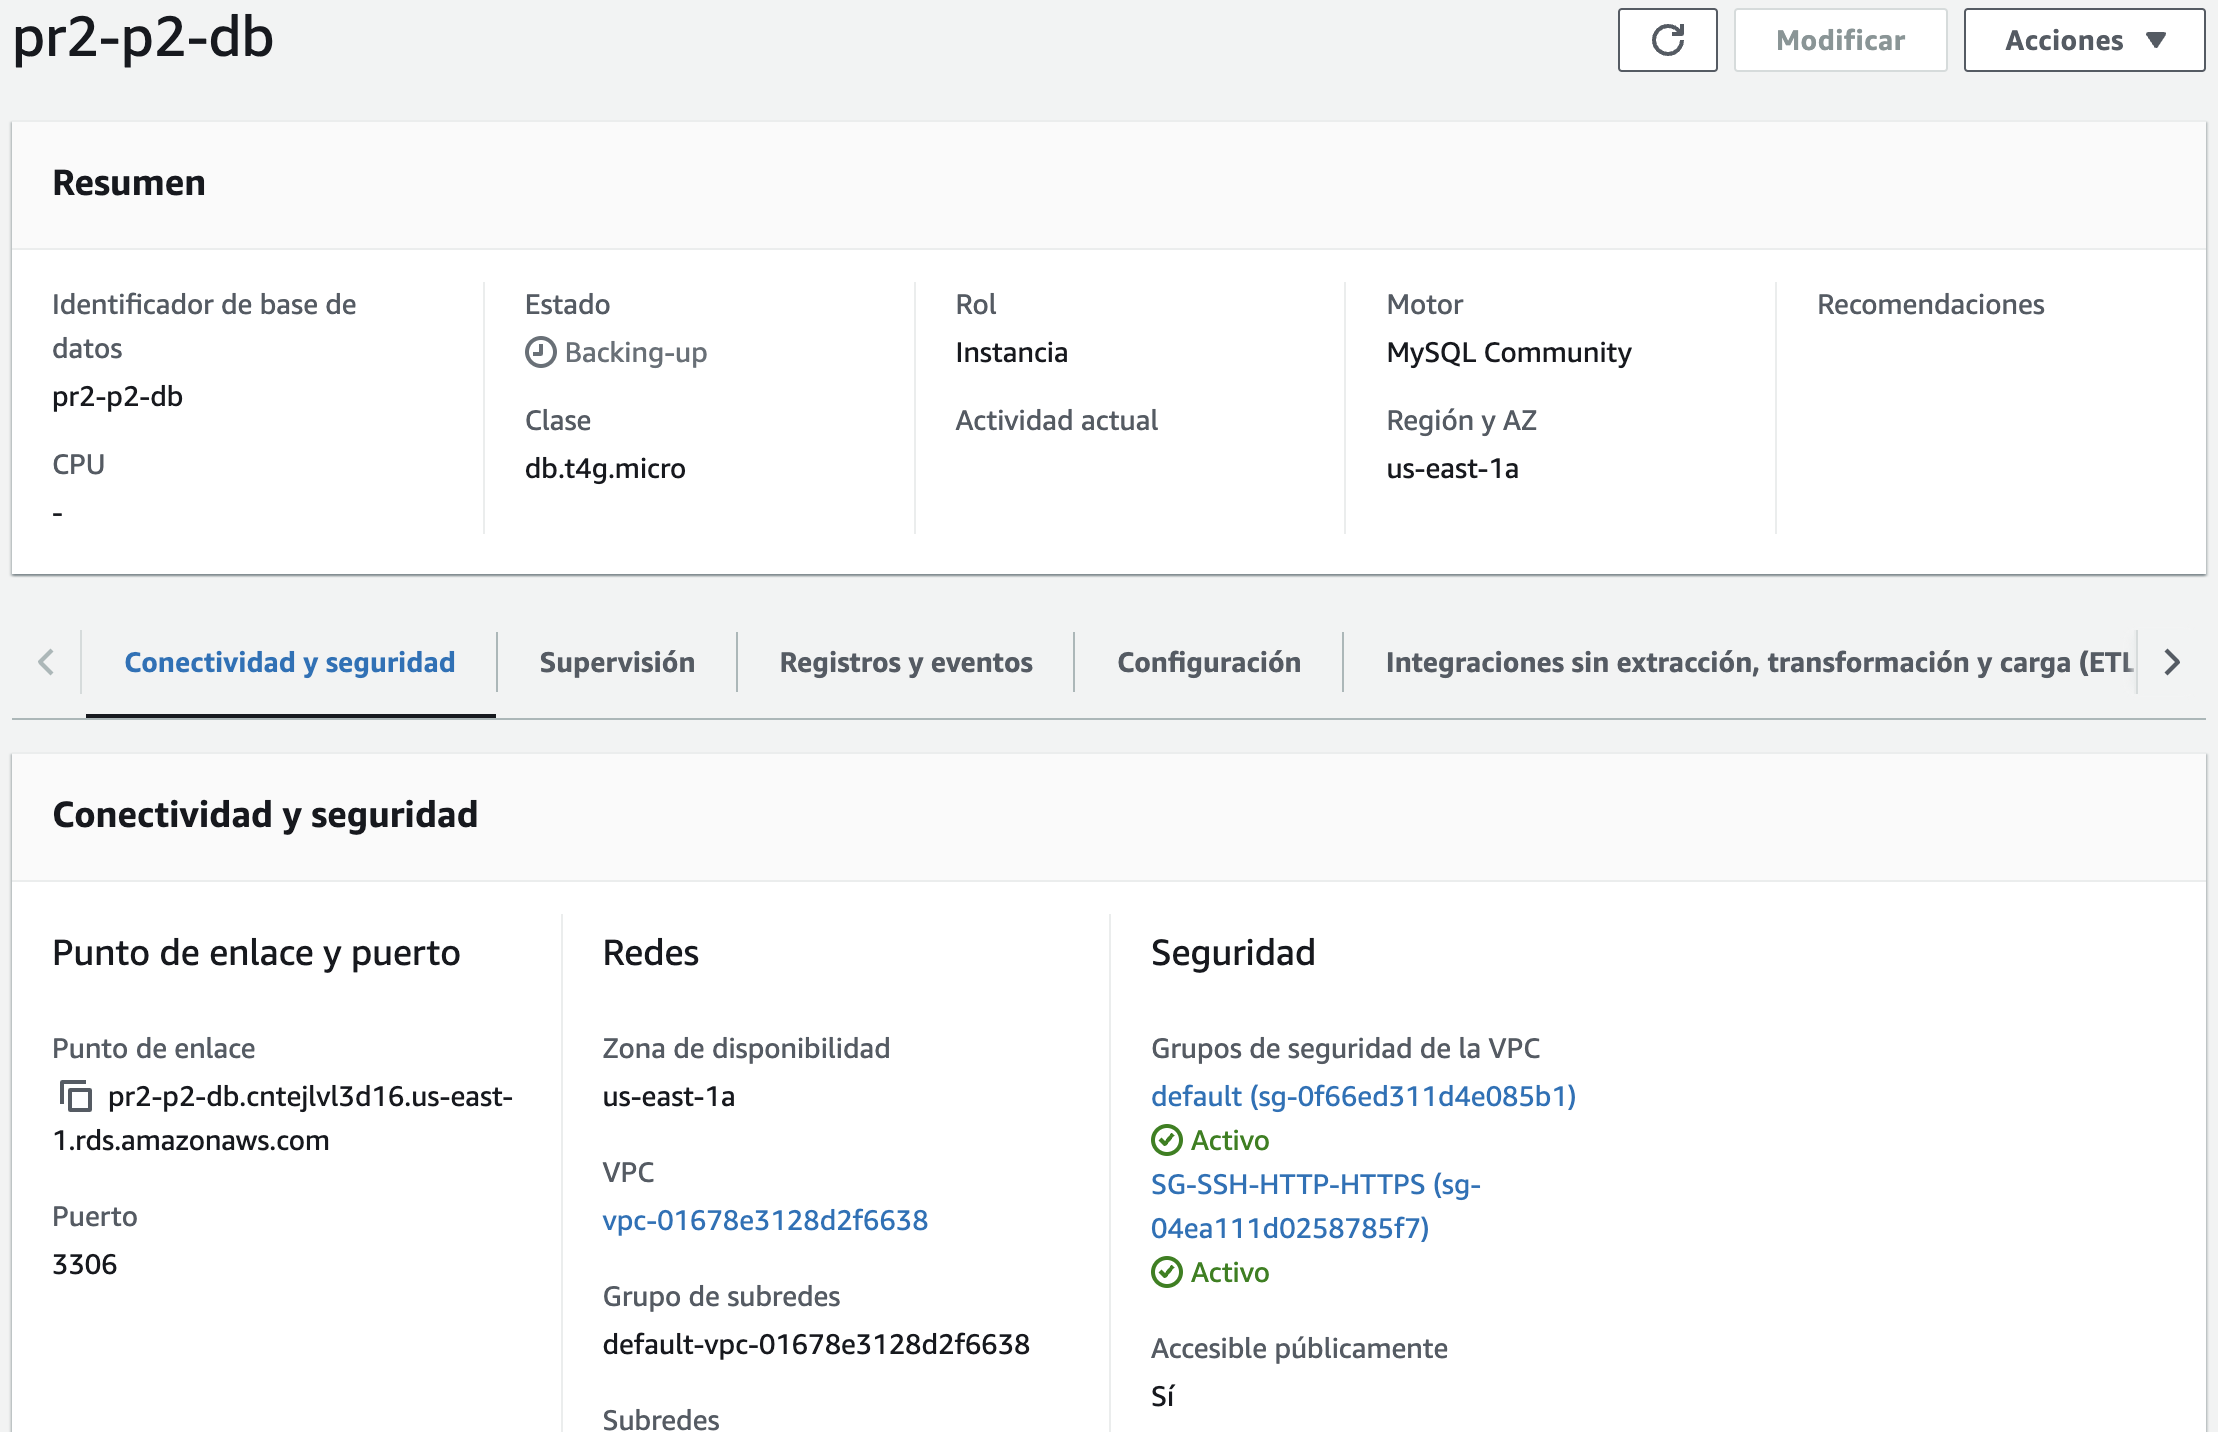 pr2-p2-db
Modificar
Acciones
Resumen
Identificador de base de
datos
pr2-p2-db
CPU
-
Estado
Backing-up
Clase
db.t4g.micro
Rol
Instancia
Actividad actual
Motor
MySQL Community
Región y AZ
us-east-1a
Recomendaciones
Conectividad y seguridad
Supervisión
Registros y eventos
Configuración
Integraciones sin extracción, transformación y carga (ETL
Conectividad y seguridad
Punto de enlace y puerto
Punto de enlace
pr2-p2-db.cntejlvl3d16.us-east-
1.rds.amazonaws.com
Puerto
3306
Redes
Zona de disponibilidad
us-east-1a
VPC
vpc-01678e3128d2f6638
Grupo de subredes
default-vpc-01678e3128d2f6638
Subredes
Seguridad
Grupos de seguridad de la VPC
default (sg-0f66ed311d4e085b1)
Activo
SG-SSH-HTTP-HTTPS (sg-
04ea111d0258785f7)
Activo
Accesible públicamente
Sí